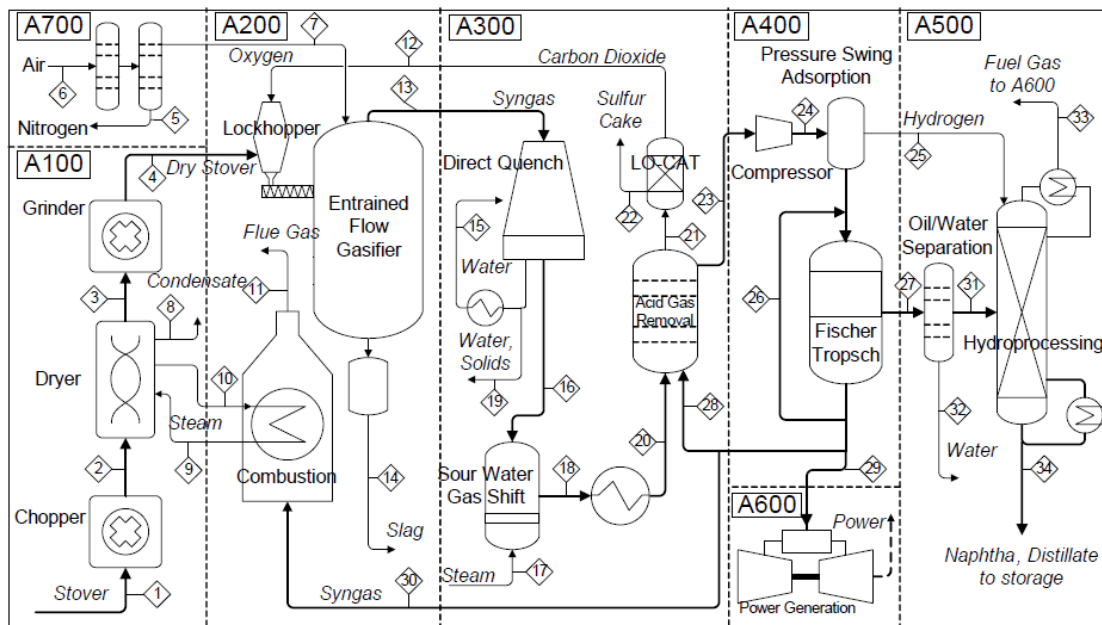 A700
A200
A300
A400
A500
7
12
Air
6
Oxygen
Carbon Dioxide
13
Syngas
Nitrogen
5
Lockhopper
Sulfur
Cake
Pressure Swing
Adsorption
24
Compressor
Fuel Gas
to A600
33
Hydrogen
25
A100
4
Dry Stover
Grinder
Entrained
Flow
Gasifier
Direct Quench
LO-CAT
22
23
Flue Gas
11
15
Water
21
Oil/Water
Separation
Condensate
3
8
Dryer
10
Steam
9
Combustion
Water,
Solids
19
16
Acid Gas
Removal
26
Fischer
Tropsch
27
31
Hydroprocessing
2
14
Slag
Sour Water
Gas Shift
18
20
28
29
32
Water
34
Chopper
Stover
1
Steam
17
Syngas
30
A600
Power
Power Generation
Naphtha, Distillate
to storage